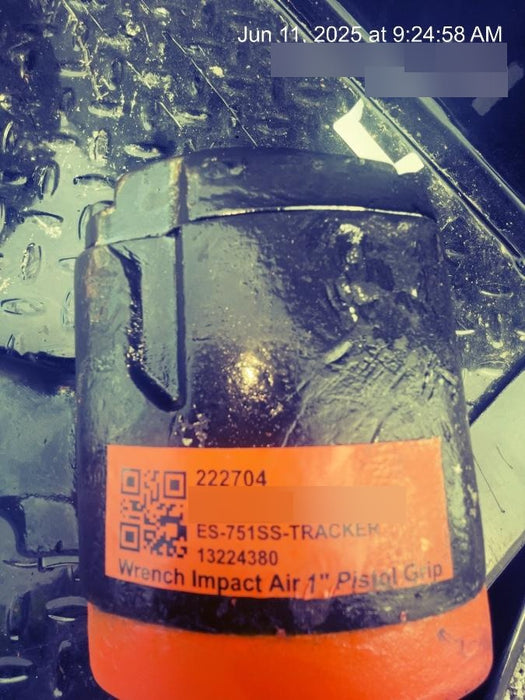 Jun 11, 2025 at 9:24:58 AM
222704
ES-751SS-TRACKER
13224380
Wrench Impact Air 1" Pistol Grip